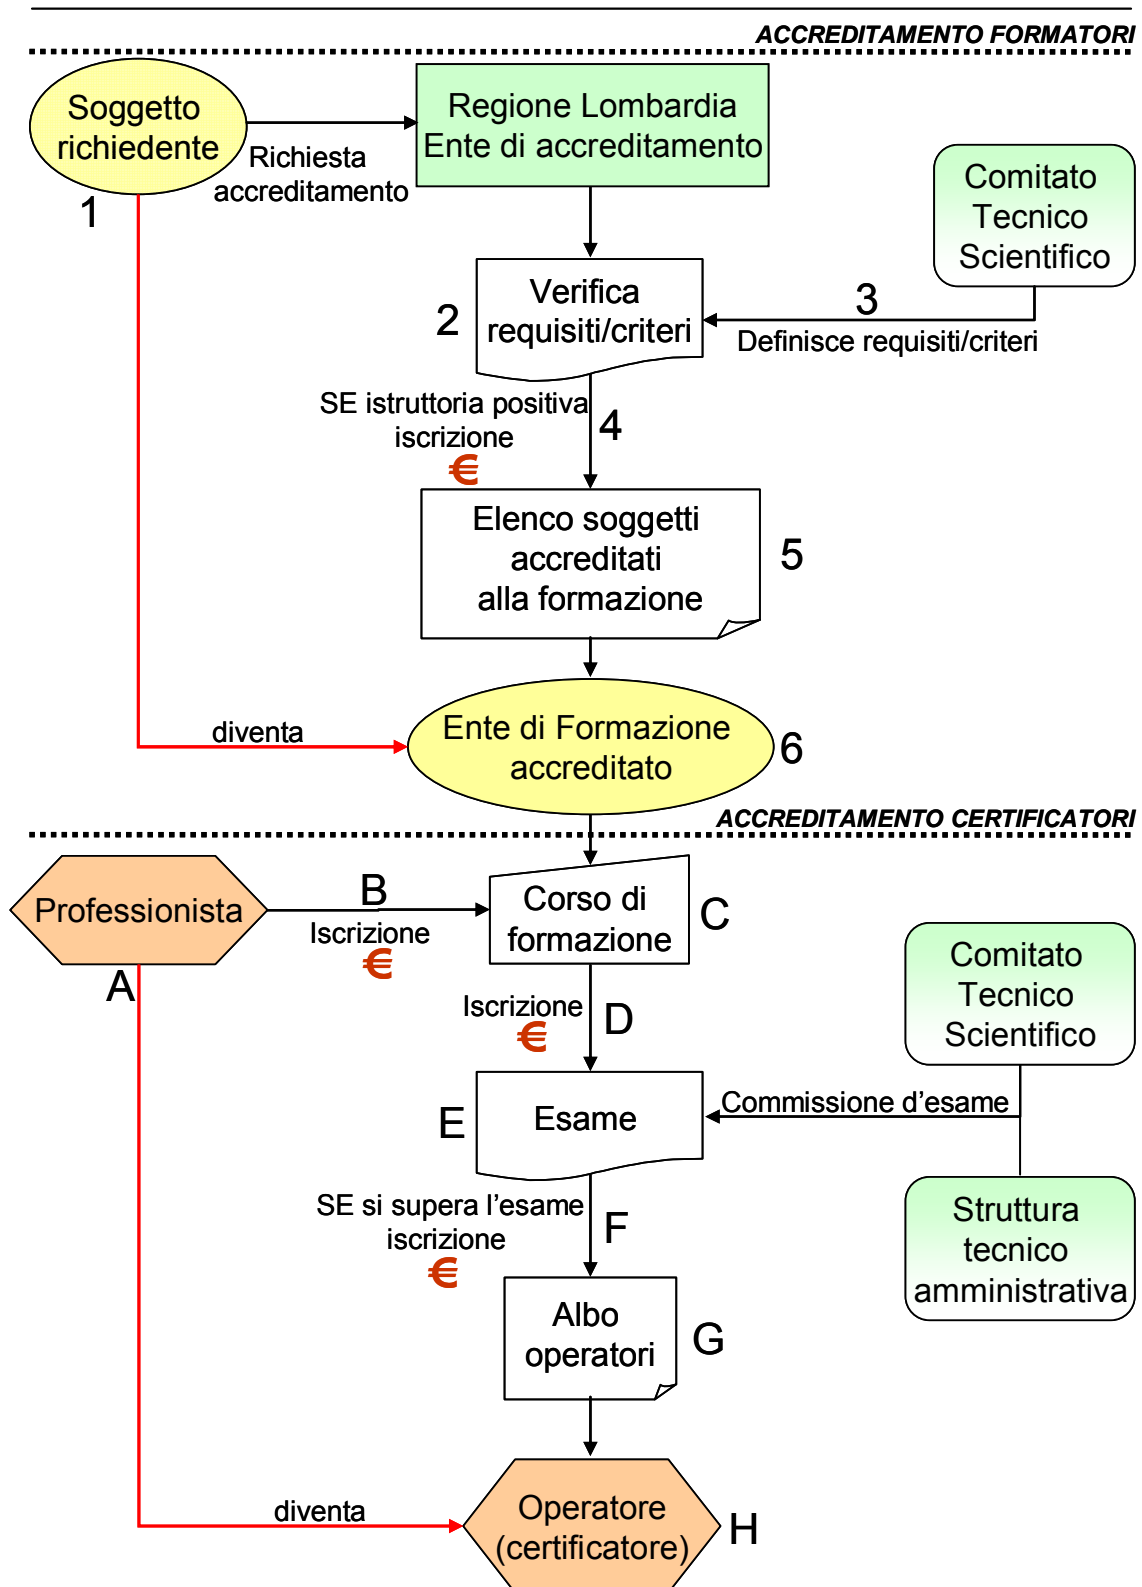 ACCREDITAMENTO FORMATORI
Soggetto
richiedente
1
Richiesta
accreditamento
Regione Lombardia
Ente di accreditamento
Comitato
Tecnico
Scientifico
2
Verifica
requisiti/criteri
3
Definisce requisiti/criteri
SE istruttoria positiva
iscrizione
€
4
Elenco soggetti
accreditati
alla formazione
5
diventa
Ente di Formazione
accreditato
6
ACCREDITAMENTO CERTIFICATORI
Professionista
A
B
Iscrizione
€
Corso di
formazione
C
Iscrizione
€
D
Comitato
Tecnico
Scientifico
E
Esame
Commissione d’esame
SE si supera l’esame
iscrizione
€
F
Struttura
tecnico
amministrativa
Albo
operatori
G
diventa
Operatore
(certificatore)
H